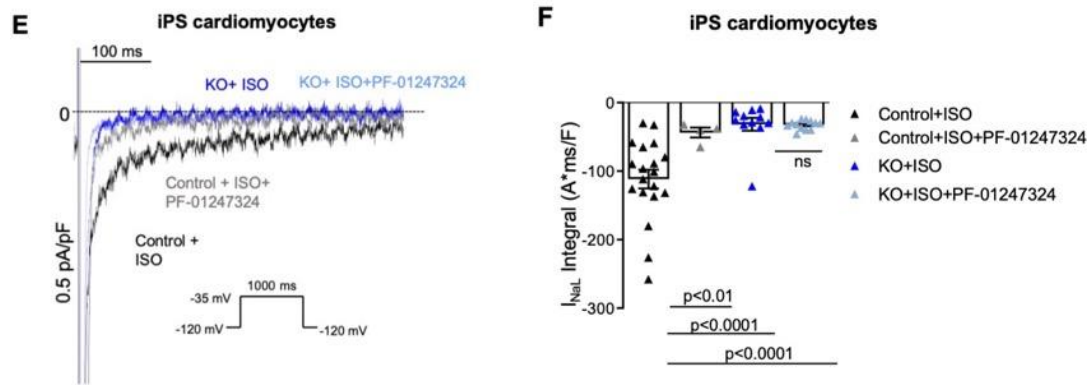 E
iPS cardiomyocytes
100 ms
KO+ ISO
KO+ ISO+PF-01247324
0
Control + ISO+
PF-01247324
Control +
ISO
0.5 pA/pF
1000 ms
-35 mV
-120 mV
-120 mV
F
iPS cardiomyocytes
0
-100
-200
-300
I_NaL Integral (A*ms/F)
ns
p<0.01
p<0.0001
p<0.0001
Control+ISO
Control+ISO+PF-01247324
KO+ISO
KO+ISO+PF-01247324